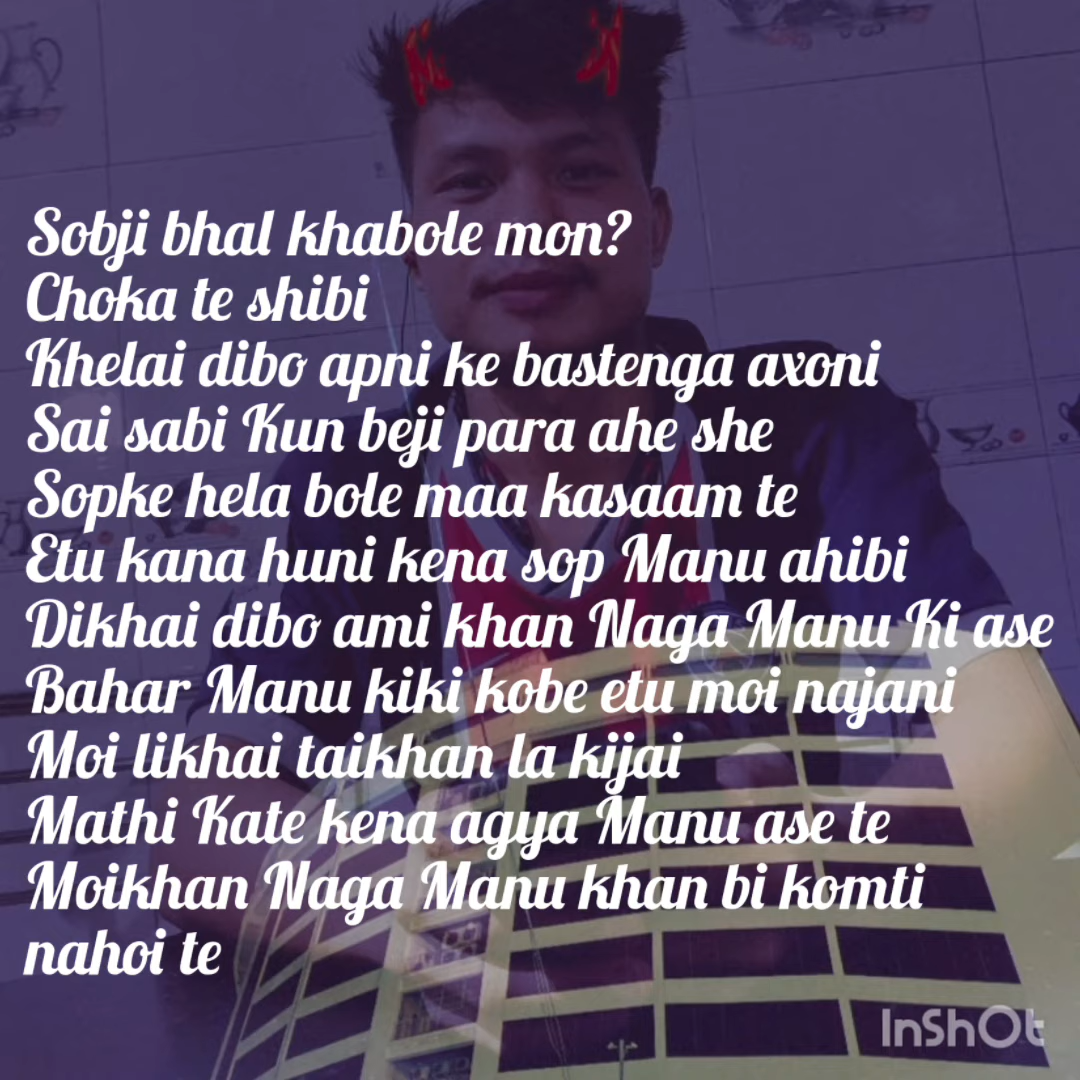 Sobji bhal khabole mon?
Choka te shibi
Khelai dibo apni ke bastenga axoni
Sai sabi Kun beji para ahe she
Sopke hela bole maa kasaam te
Etu kana huni kena sop Manu ahibi
Dikhai dibo ami khan Naga Manu Ki ase
Bahar Manu kiki kobe etu moi najani
Moi likhai taikhan la kijai
Mathi Kate kena agya Manu ase te
Moikhan Naga Manu khan bi komti
nahoi te
InShOt